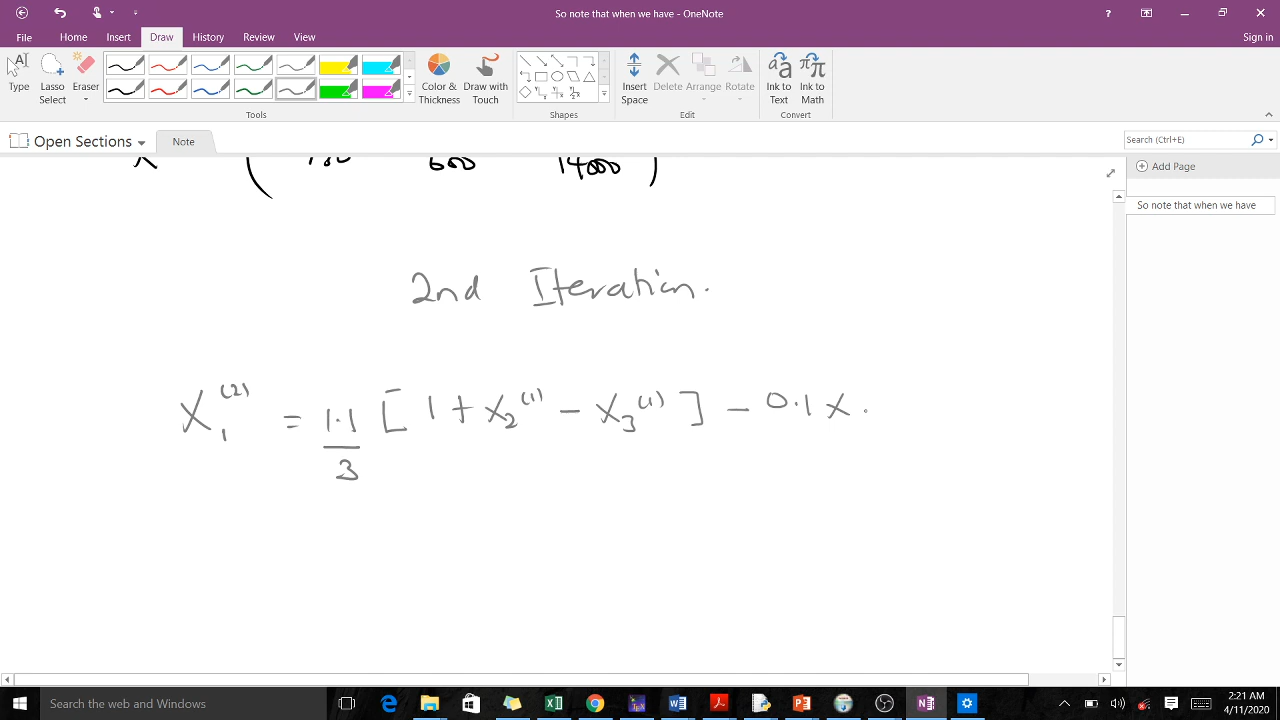 So note that when we have - OneNote
?
File Home Insert Draw History Review View Sign in
Type Lasso Select Eraser Color & Thickness Draw with Touch Insert Space Delete Arrange Rotate Ink to Text Ink to Math
Tools Shapes Edit Convert
Open Sections Note Search (Ctrl+E)
Add Page
So note that when we have
600 14000
2nd Iteration.
X₁⁽²⁾ = 1.1/3 [ 1 + X₂⁽¹⁾ - X₃⁽¹⁾ ] - 0.1 X
Search the web and Windows
2:21 AM
4/11/2020